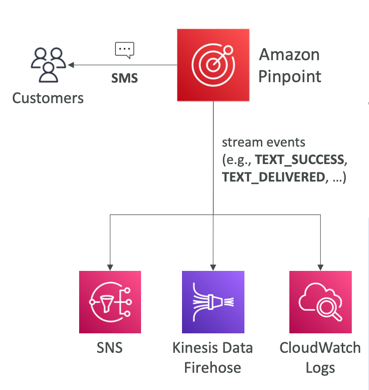 Amazon
Pinpoint
SMS
Customers
stream events
(e.g., TEXT_SUCCESS,
TEXT_DELIVERED, …)
SNS
Kinesis Data
Firehose
CloudWatch
Logs